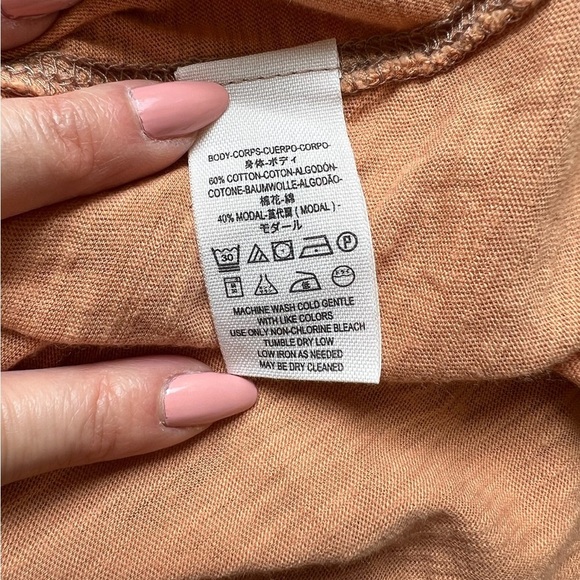 BODY-CORPS-CUERPO-CORPO-
身体-ボディ
60% COTTON-COTON-ALGODÓN-
COTONE-BAUMWOLLE-ALGODÃO-
棉花-綿
40% MODAL-莫代爾 ( MODAL ) -
モダール
30 P
低
MACHINE WASH COLD GENTLE
WITH LIKE COLORS
USE ONLY NON-CHLORINE BLEACH
TUMBLE DRY LOW
LOW IRON AS NEEDED
MAY BE DRY CLEANED